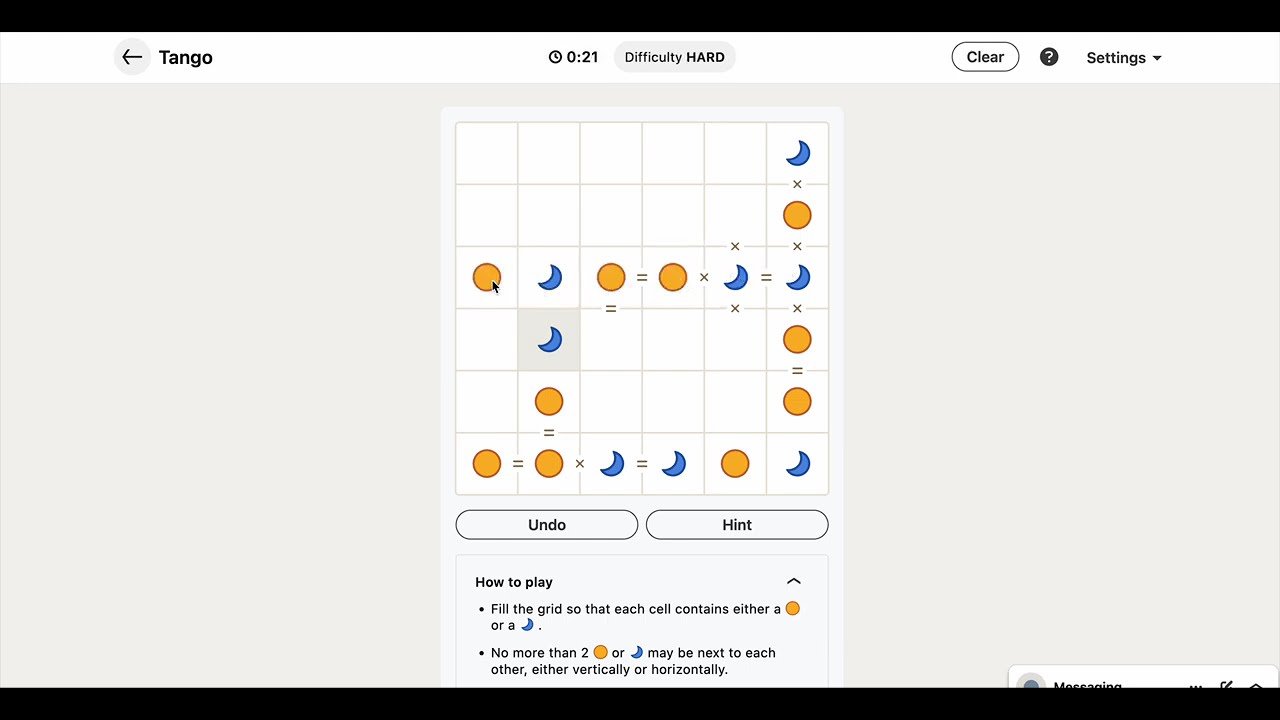 Tango
0:21
Difficulty HARD
Clear
?
Settings
×
× ×
= × =
= × ×
=
=
= × =
Undo
Hint
How to play
• Fill the grid so that each cell contains either a
or a .
• No more than 2 or may be next to each
other, either vertically or horizontally.
Messaging